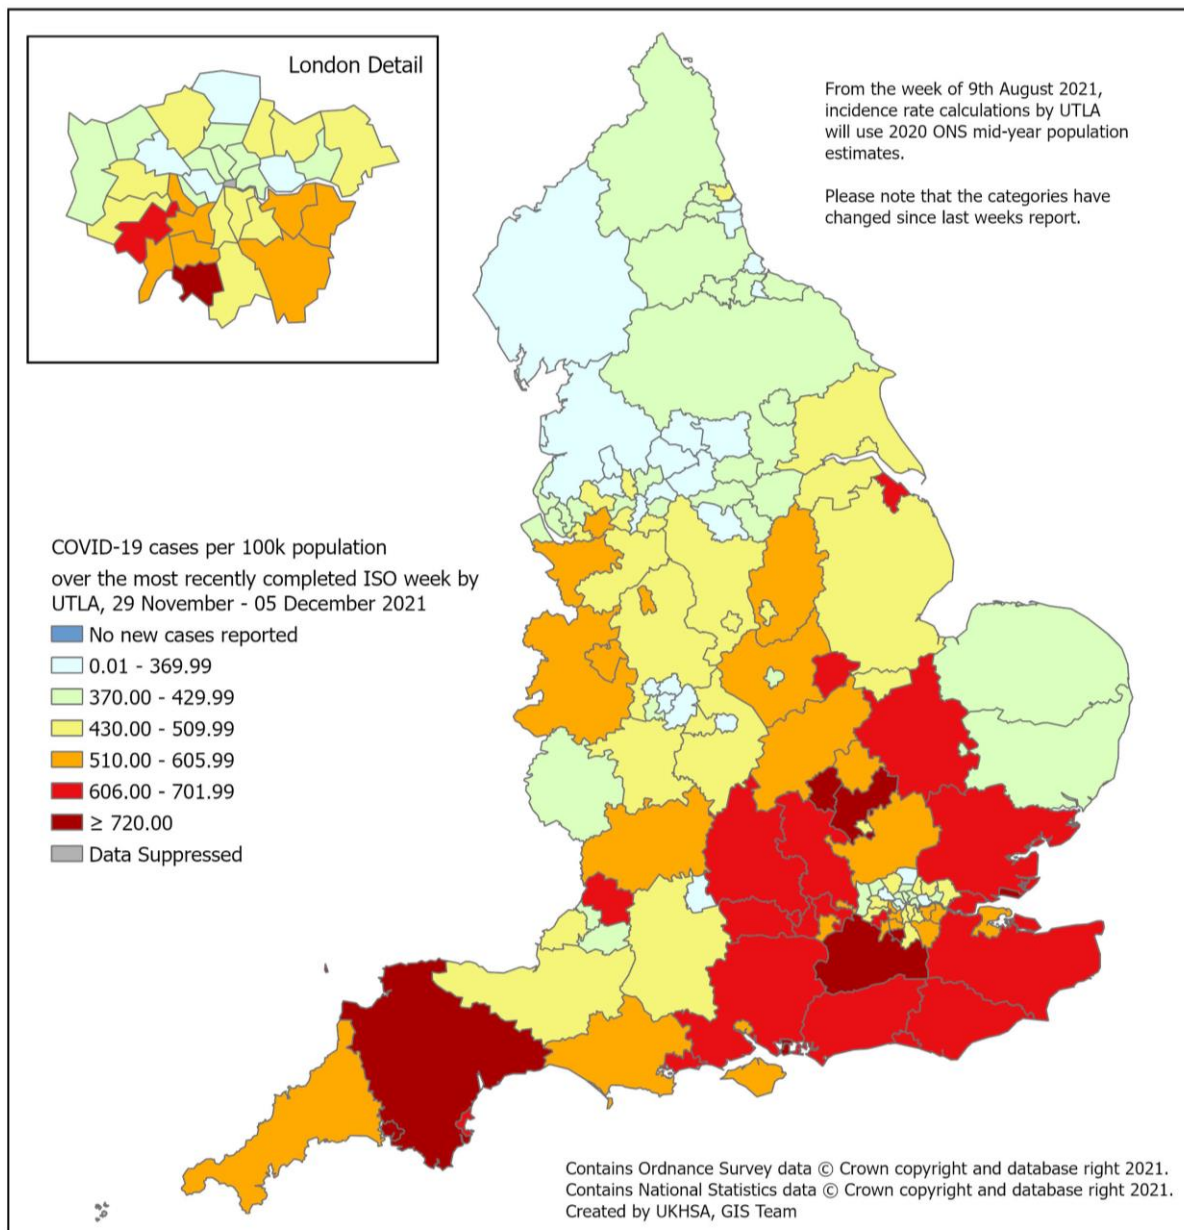 London Detail
From the week of 9th August 2021,
incidence rate calculations by UTLA
will use 2020 ONS mid-year population
estimates.
Please note that the categories have
changed since last weeks report.
COVID-19 cases per 100k population
over the most recently completed ISO week by
UTLA, 29 November - 05 December 2021
No new cases reported
0.01 - 369.99
370.00 - 429.99
430.00 - 509.99
510.00 - 605.99
606.00 - 701.99
≥ 720.00
Data Suppressed
Contains Ordnance Survey data © Crown copyright and database right 2021.
Contains National Statistics data © Crown copyright and database right 2021.
Created by UKHSA, GIS Team